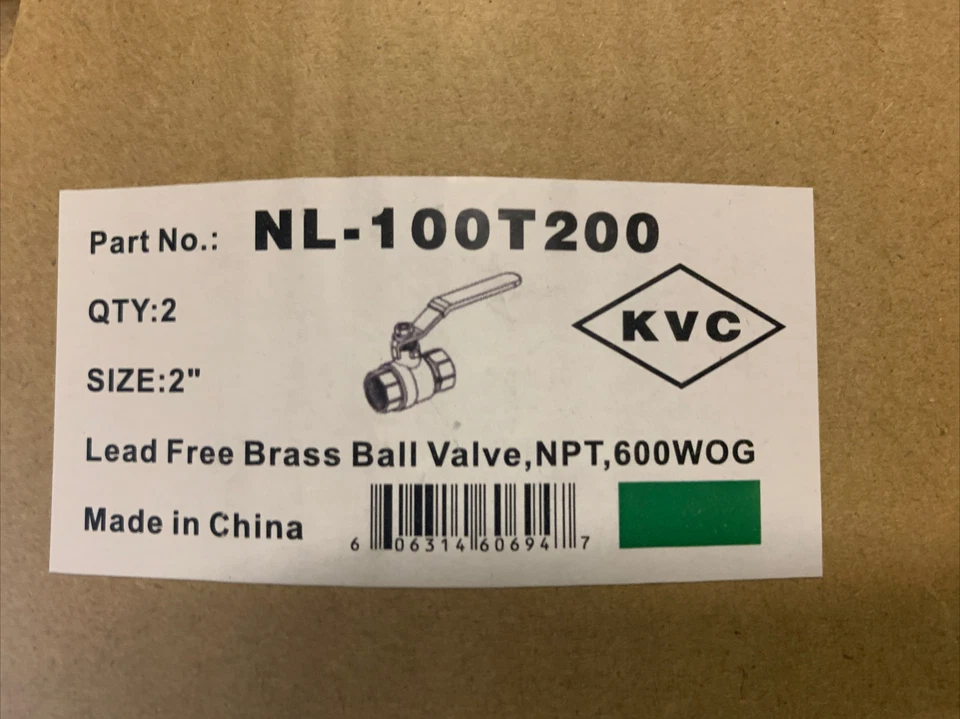 Part No.: NL-100T200
QTY:2
KVC
SIZE:2"
Lead Free Brass Ball Valve,NPT,600WOG
Made in China
6 06314 60694 7